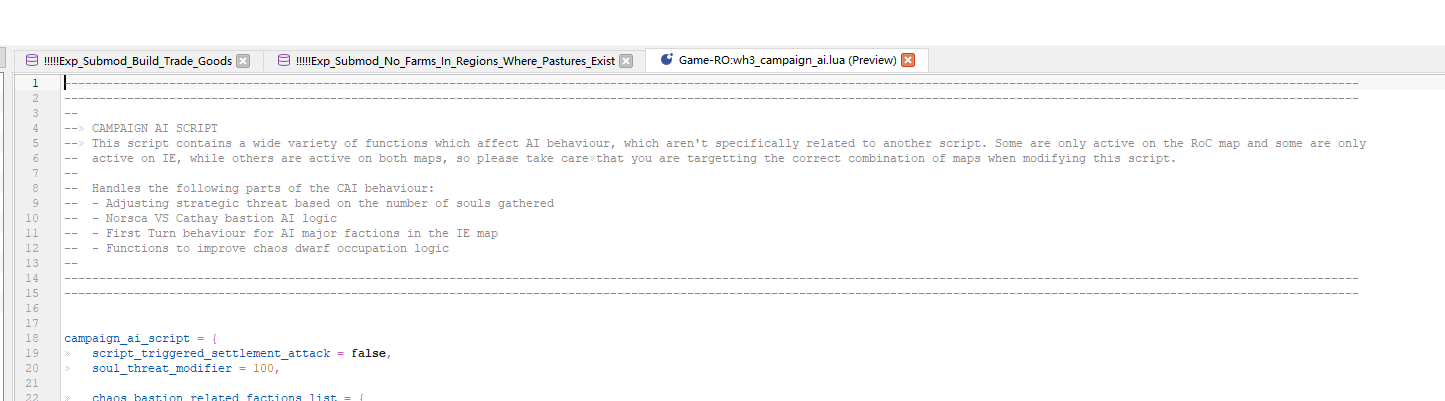 !!!!!Exp_Submod_Build_Trade_Goods !!!!!Exp_Submod_No_Farms_In_Regions_Where_Pastures_Exist Game-RO:wh3_campaign_ai.lua (Preview)
1 ----------------------------------------------------------------
2 ----------------------------------------------------------------
3 --
4 --> CAMPAIGN AI SCRIPT
5 --> This script contains a wide variety of functions which affect AI behaviour, which aren't specifically related to another script. Some are only active on the RoC map and some are only
6 -- active on IE, while others are active on both maps, so please take care that you are targetting the correct combination of maps when modifying this script.
7 --
8 -- Handles the following parts of the CAI behaviour:
9 -- - Adjusting strategic threat based on the number of souls gathered
10 -- - Norsca VS Cathay bastion AI logic
11 -- - First Turn behaviour for AI major factions in the IE map
12 -- - Functions to improve chaos dwarf occupation logic
13 --
14 ----------------------------------------------------------------
15 ----------------------------------------------------------------
16
17
18 campaign_ai_script = {
19 script_triggered_settlement_attack = false,
20 soul_threat_modifier = 100,
21
22 chaos_bastion_related_factions_list = {